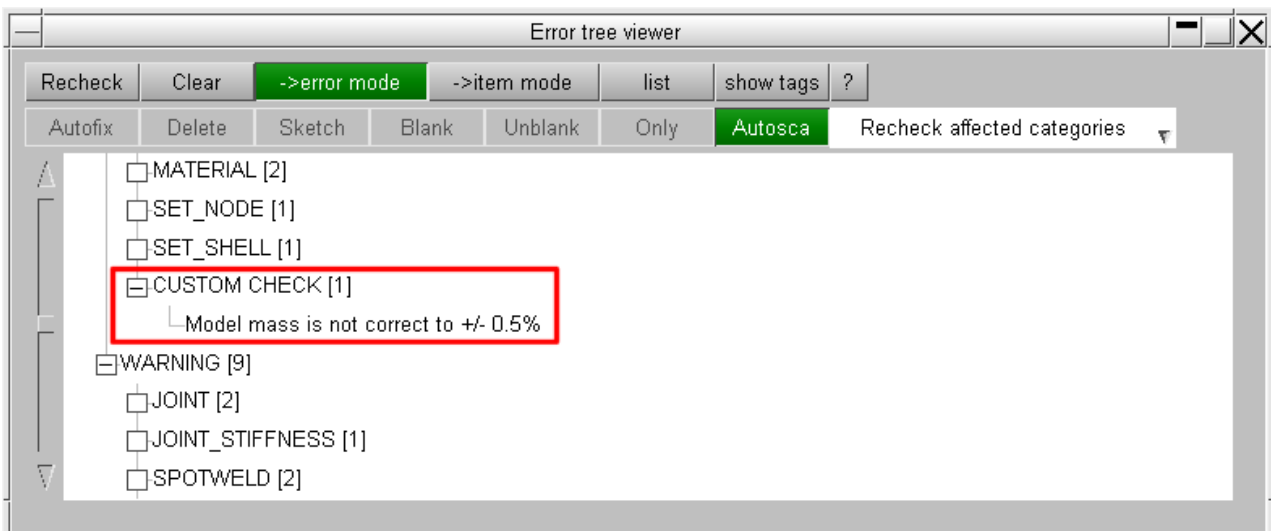 Error tree viewer
Recheck Clear ->error mode ->item mode list show tags ?
Autofix Delete Sketch Blank Unblank Only Autosca Recheck affected categories
MATERIAL [2]
SET_NODE [1]
SET_SHELL [1]
CUSTOM CHECK [1]
Model mass is not correct to +/- 0.5%
WARNING [9]
JOINT [2]
JOINT_STIFFNESS [1]
SPOTWELD [2]